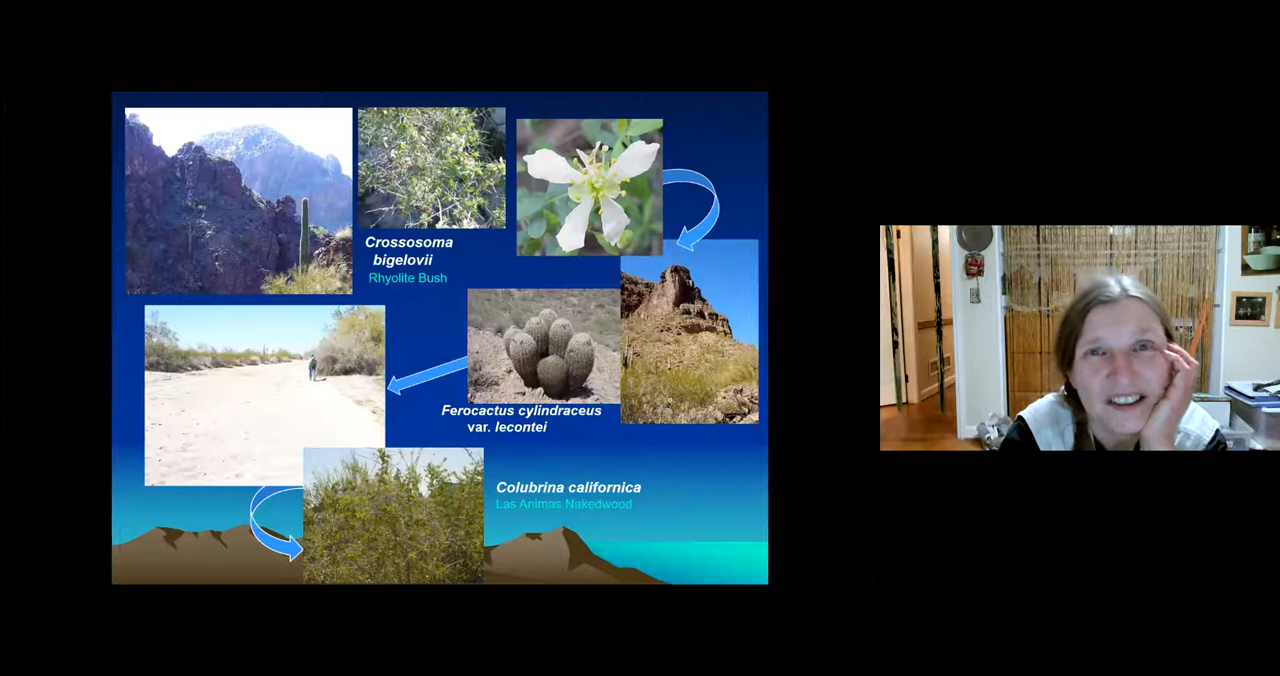 Crossosoma
bigelovii
Rhyolite Bush
Ferocactus cylindraceus
var. lecontei
Colubrina californica
Las Animas Nakedwood